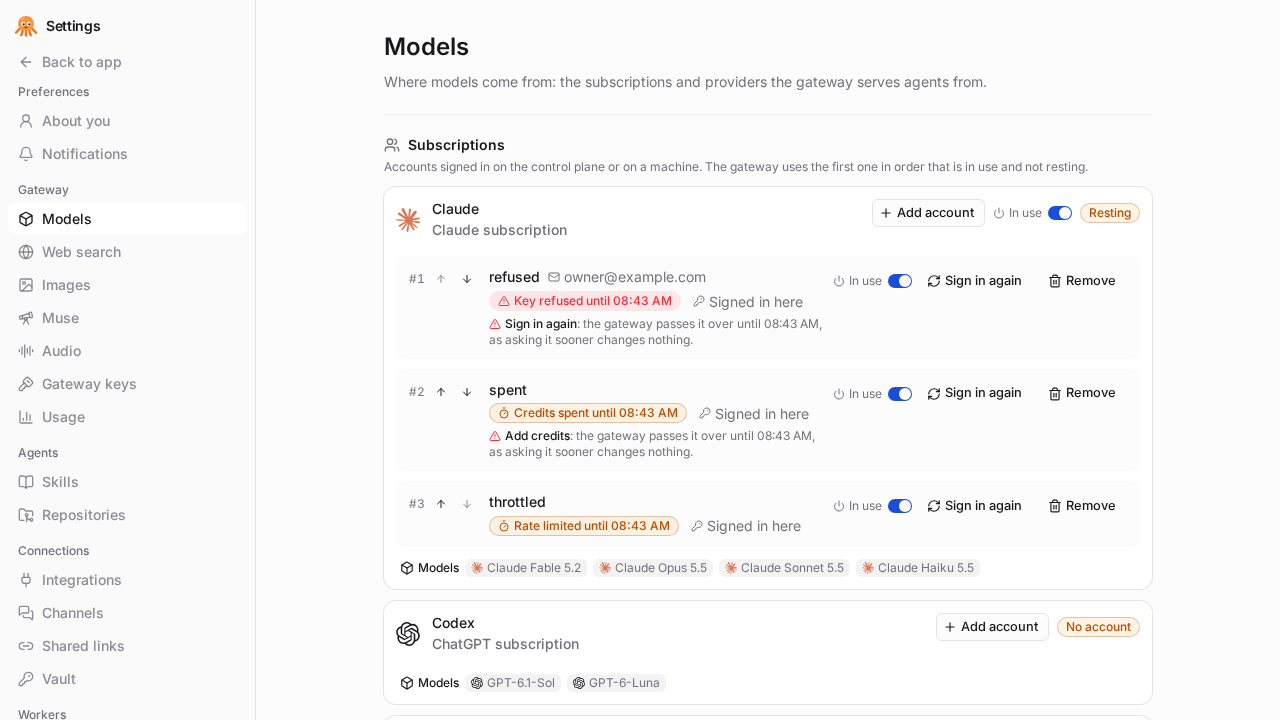 Settings
Back to app
Preferences
About you
Notifications
Gateway
Models
Web search
Images
Muse
Audio
Gateway keys
Usage
Agents
Skills
Repositories
Connections
Integrations
Channels
Shared links
Vault
Workers
Models
Where models come from: the subscriptions and providers the gateway serves agents from.
Subscriptions
Accounts signed in on the control plane or on a machine. The gateway uses the first one in order that is in use and not resting.
Claude
Claude subscription
Add account
In use
Resting
#1
refused owner@example.com
Key refused until 08:43 AM Signed in here
Sign in again: the gateway passes it over until 08:43 AM,
as asking it sooner changes nothing.
In use
Sign in again
Remove
#2
spent
Credits spent until 08:43 AM Signed in here
Add credits: the gateway passes it over until 08:43 AM,
as asking it sooner changes nothing.
In use
Sign in again
Remove
#3
throttled
Rate limited until 08:43 AM Signed in here
In use
Sign in again
Remove
Models Claude Fable 5.2 Claude Opus 5.5 Claude Sonnet 5.5 Claude Haiku 5.5
Codex
ChatGPT subscription
Add account
No account
Models GPT-6.1-Sol GPT-6-Luna